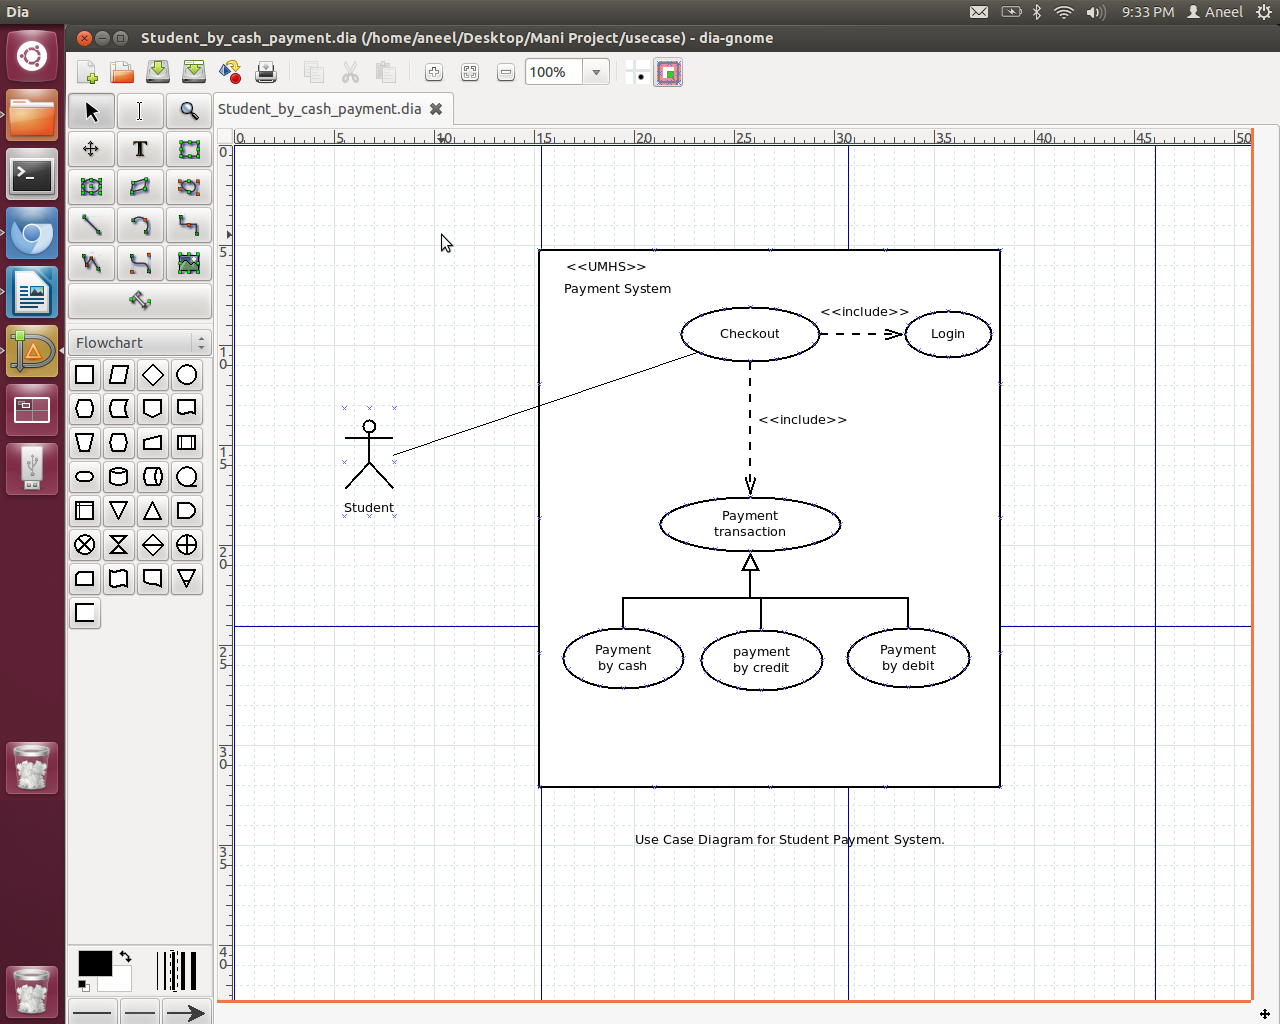 Dia
9:33 PM
Aneel
Student_by_cash_payment.dia (/home/aneel/Desktop/Mani Project/usecase) - dia-gnome
100%
Student_by_cash_payment.dia
0 5 10 15 20 25 30 35 40 45 50
T
0
5
10
15
20
25
30
35
40
Flowchart
<<UMHS>>
Payment System
<<include>>
Checkout
Login
<<include>>
Student
Payment
transaction
Payment
by cash
payment
by credit
Payment
by debit
Use Case Diagram for Student Payment System.